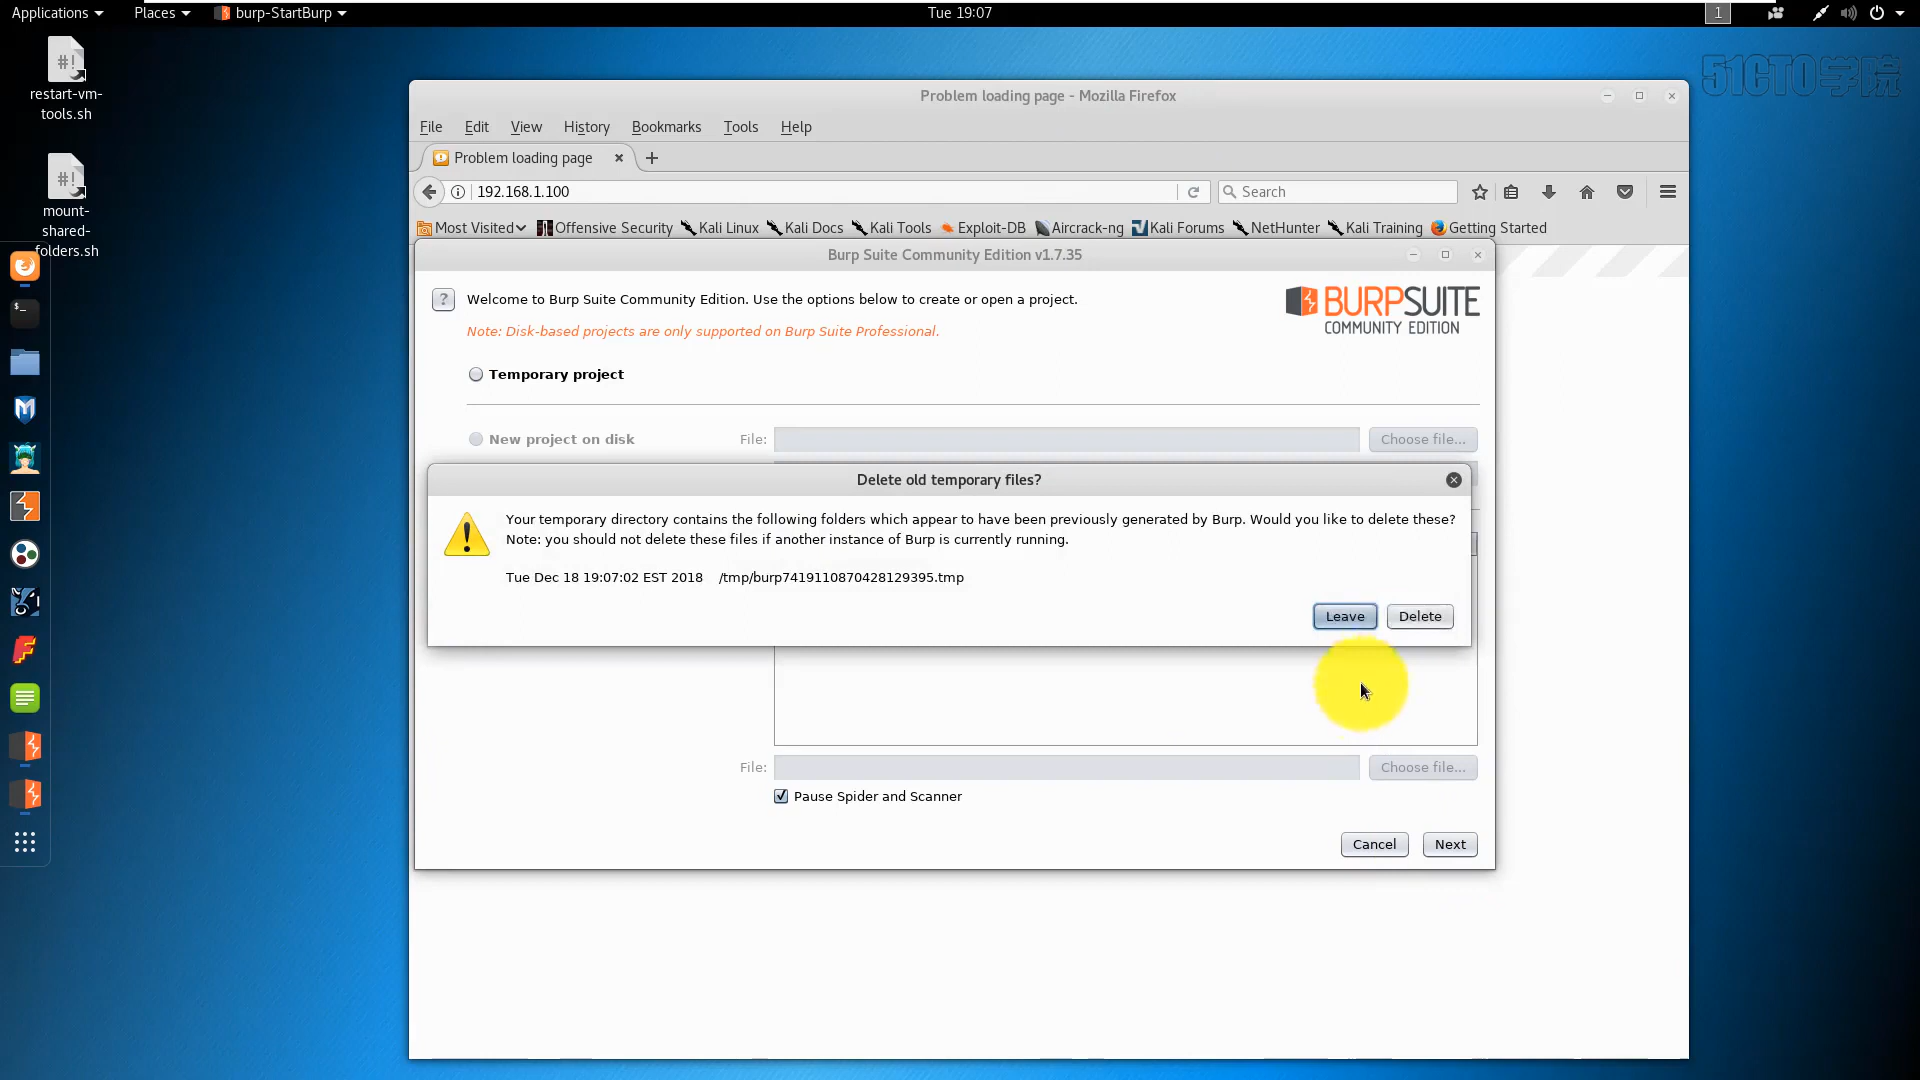 Applications
Places
burp-StartBurp
Tue 19:07
1
51CTO学院
restart-vm-
tools.sh
mount-
shared-
folders.sh
Problem loading page - Mozilla Firefox
File Edit View History Bookmarks Tools Help
Problem loading page
192.168.1.100
Search
Most Visited Offensive Security Kali Linux Kali Docs Kali Tools Exploit-DB Aircrack-ng Kali Forums NetHunter Kali Training Getting Started
Burp Suite Community Edition v1.7.35
? Welcome to Burp Suite Community Edition. Use the options below to create or open a project.
Note: Disk-based projects are only supported on Burp Suite Professional.
BURPSUITE
COMMUNITY EDITION
Temporary project
New project on disk File: Choose file...
Delete old temporary files?
Your temporary directory contains the following folders which appear to have been previously generated by Burp. Would you like to delete these?
Note: you should not delete these files if another instance of Burp is currently running.
Tue Dec 18 19:07:02 EST 2018 /tmp/burp7419110870428129395.tmp
Leave Delete
File: Choose file...
Pause Spider and Scanner
Cancel Next